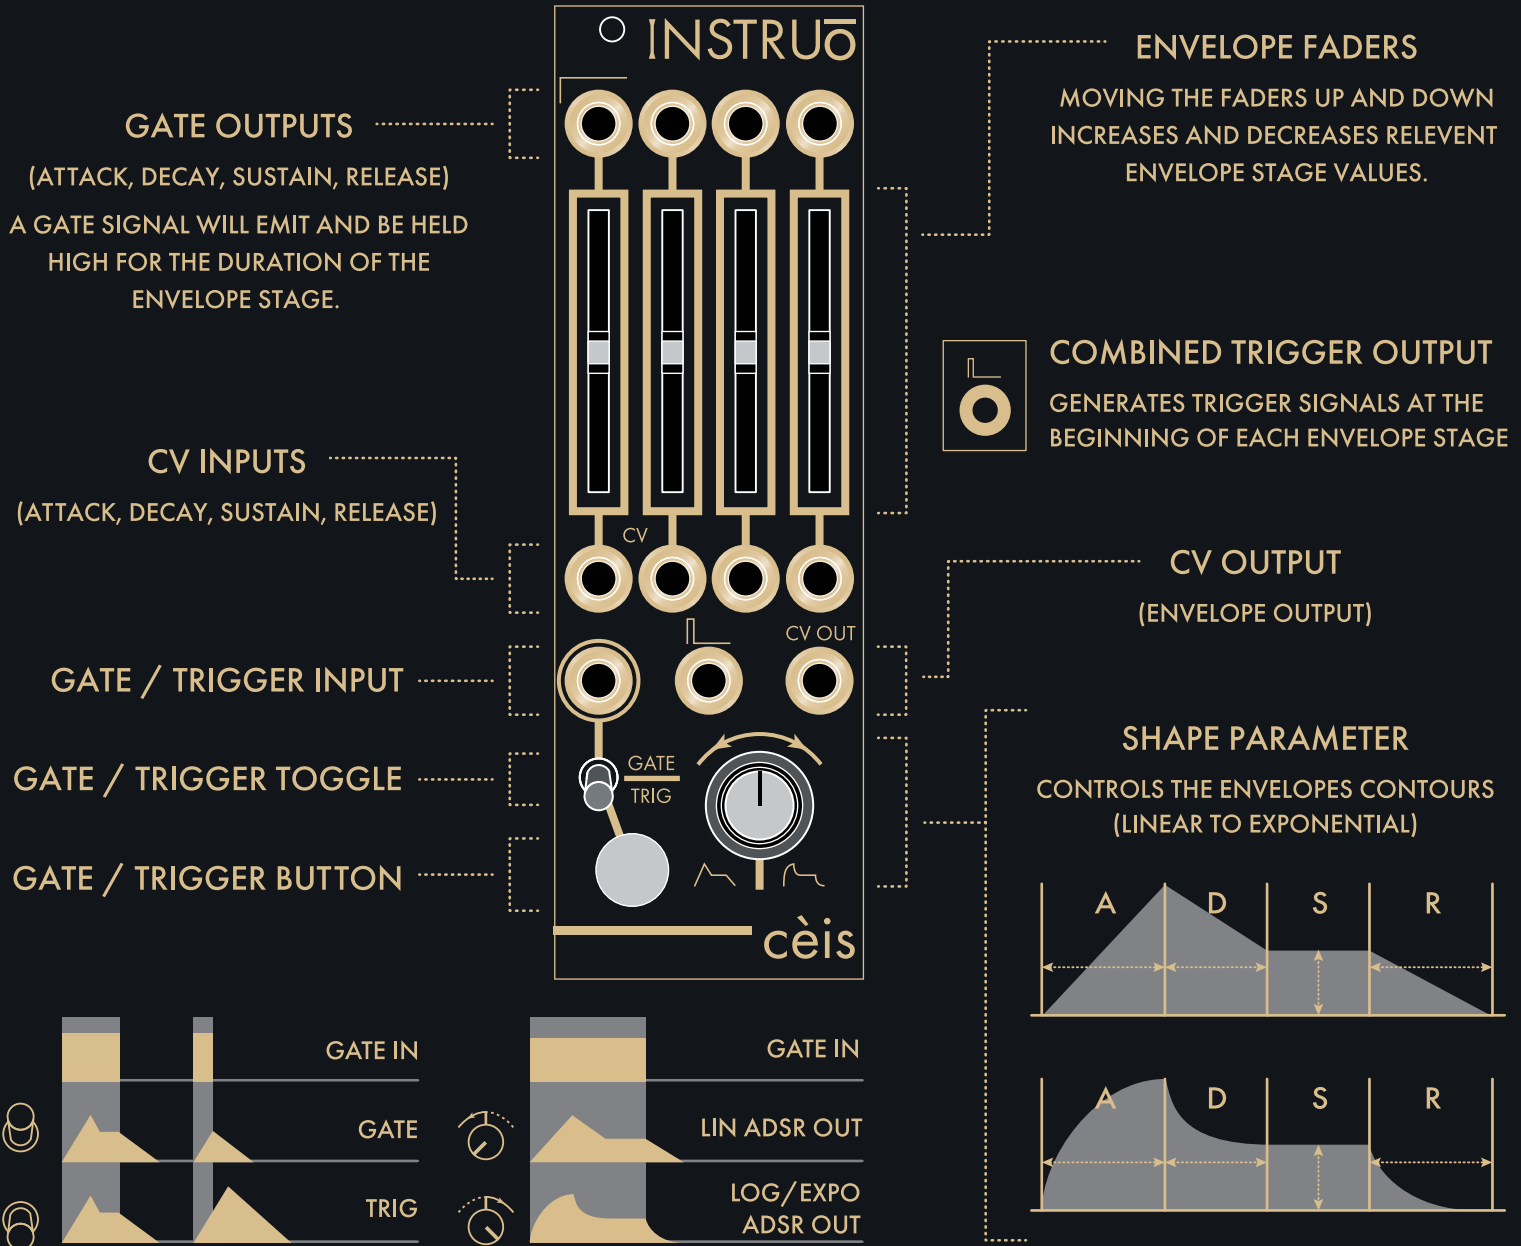 INSTRUō
GATE OUTPUTS
(ATTACK, DECAY, SUSTAIN, RELEASE)
A GATE SIGNAL WILL EMIT AND BE HELD
HIGH FOR THE DURATION OF THE
ENVELOPE STAGE.
CV INPUTS
(ATTACK, DECAY, SUSTAIN, RELEASE)
GATE / TRIGGER INPUT
GATE / TRIGGER TOGGLE
GATE / TRIGGER BUTTON
CV
CV OUT
GATE
TRIG
cèis
ENVELOPE FADERS
MOVING THE FADERS UP AND DOWN
INCREASES AND DECREASES RELEVENT
ENVELOPE STAGE VALUES.
COMBINED TRIGGER OUTPUT
GENERATES TRIGGER SIGNALS AT THE
BEGINNING OF EACH ENVELOPE STAGE
CV OUTPUT
(ENVELOPE OUTPUT)
SHAPE PARAMETER
CONTROLS THE ENVELOPES CONTOURS
(LINEAR TO EXPONENTIAL)
A D S R
A D S R
GATE IN
GATE
TRIG
GATE IN
LIN ADSR OUT
LOG/EXPO
ADSR OUT